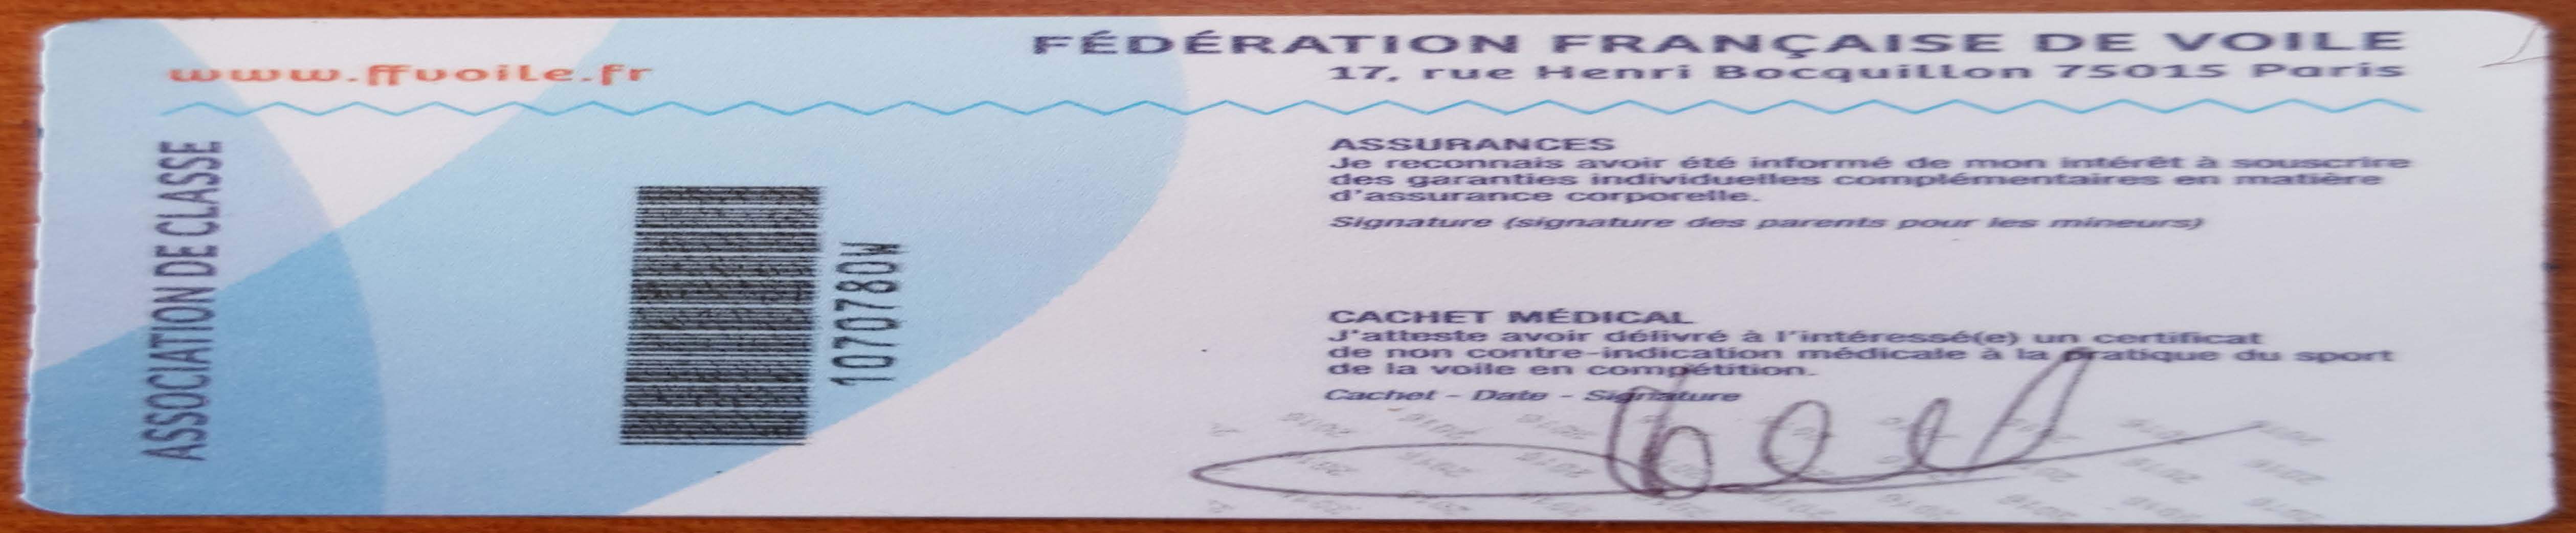 FÉDÉRATION FRANÇAISE DE VOILE
www.ffvoile.fr
17, rue Henri Bocquillon 75015 Paris
ASSOCIATION DE CLASSE
1070780W
ASSURANCES
Je reconnais avoir été informé de mon intérêt à souscrire
des garanties individuelles complémentaires en matière
d'assurance corporelle.
Signature (signature des parents pour les mineurs)
CACHET MÉDICAL
J'atteste avoir délivré à l'intéressé(e) un certificat
de non contre-indication médicale à la pratique du sport
de la voile en compétition.
Cachet - Date - Signature